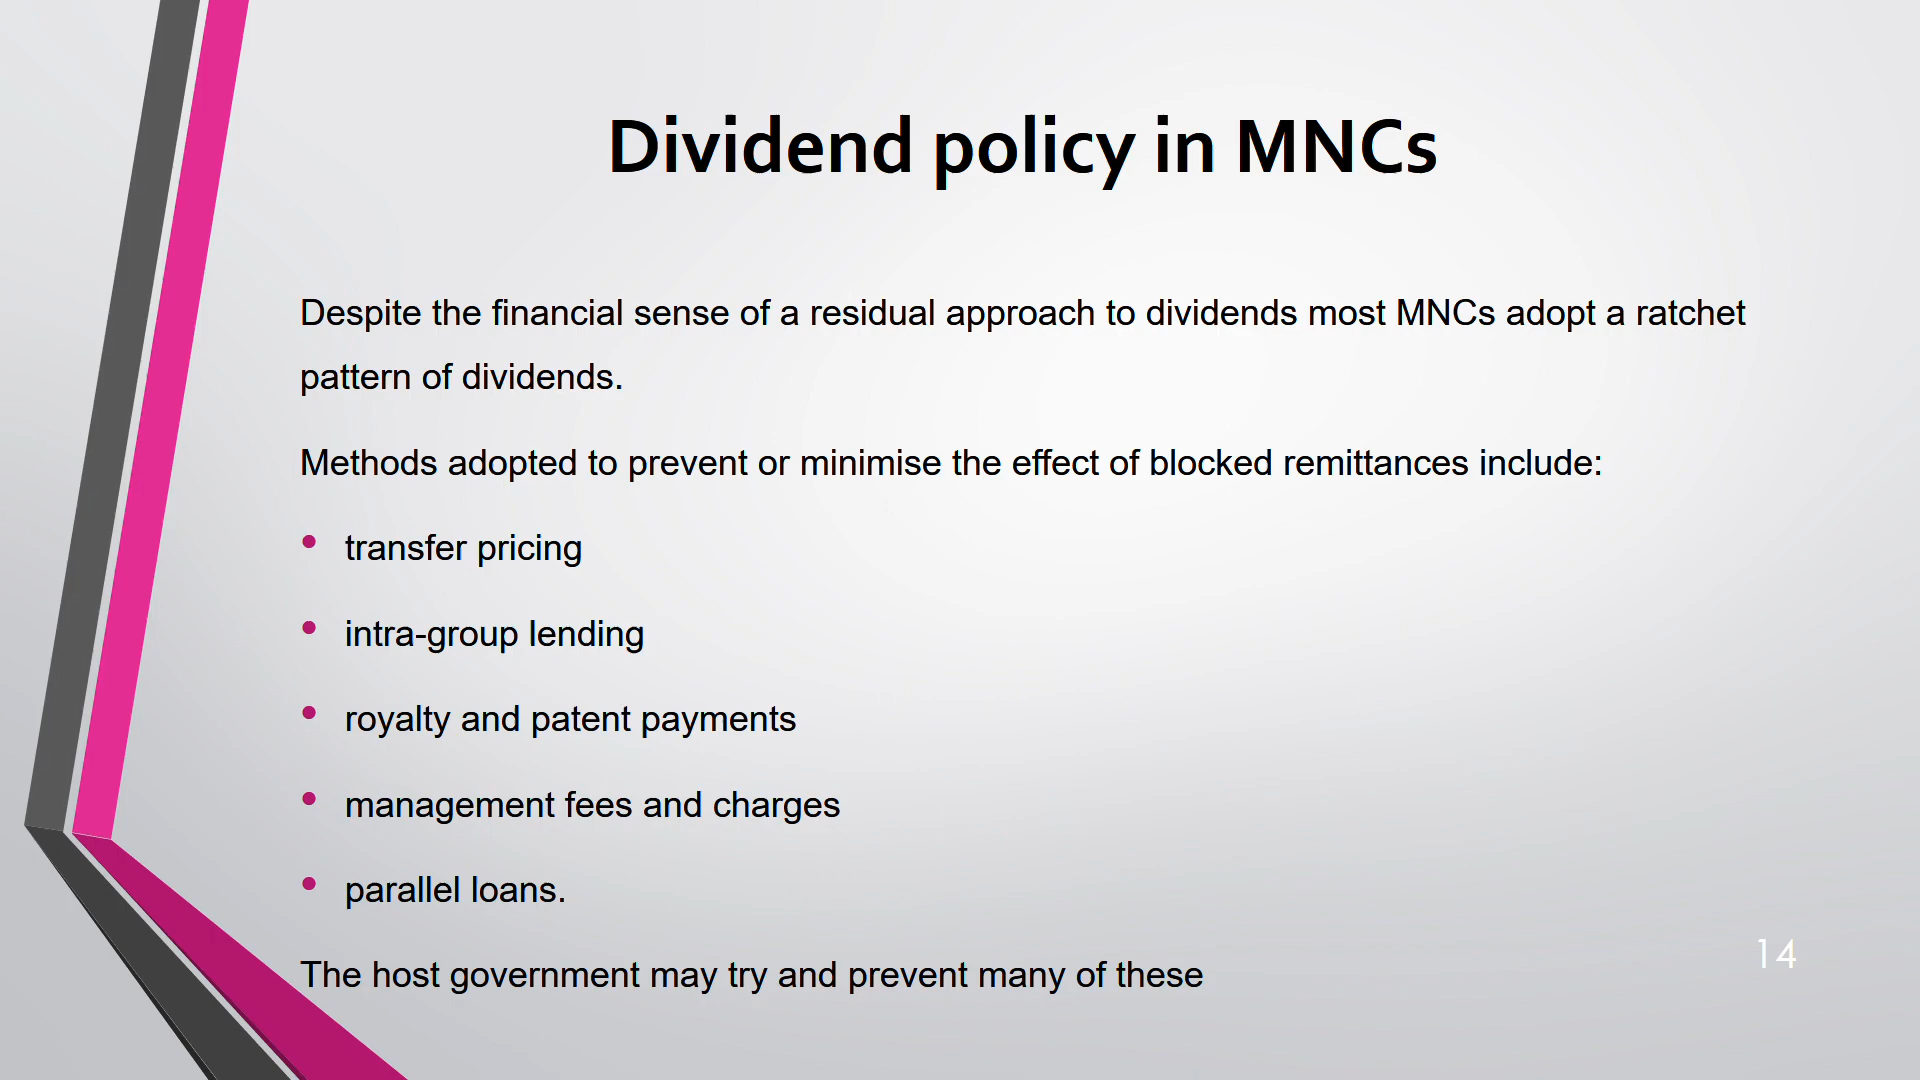 Dividend policy in MNCs
Despite the financial sense of a residual approach to dividends most MNCs adopt a ratchet
pattern of dividends.
Methods adopted to prevent or minimise the effect of blocked remittances include:
• transfer pricing
• intra-group lending
• royalty and patent payments
• management fees and charges
• parallel loans.
The host government may try and prevent many of these
14